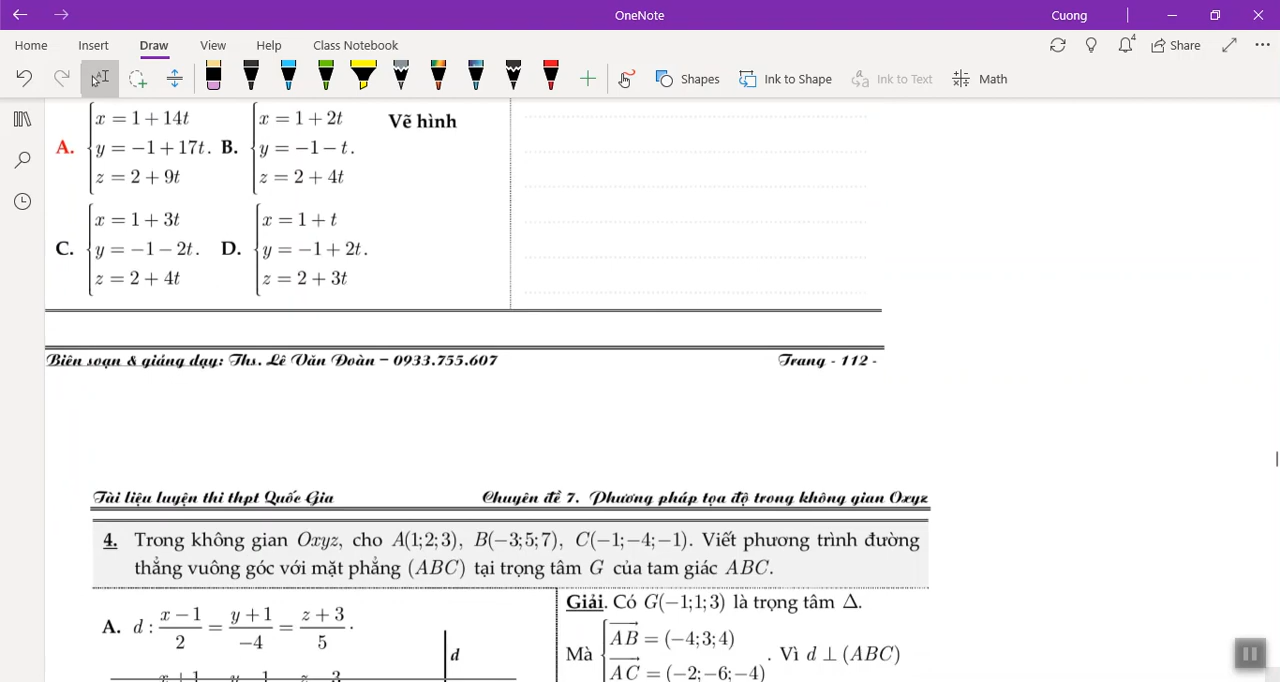 OneNote
Cuong
Home Insert Draw View Help Class Notebook
4
Share
Shapes Ink to Shape Ink to Text Math
A. x = 1 + 14t
y = −1 + 17t.
z = 2 + 9t
B. x = 1 + 2t
y = −1 − t.
z = 2 + 4t
Vẽ hình
C. x = 1 + 3t
y = −1 − 2t.
z = 2 + 4t
D. x = 1 + t
y = −1 + 2t.
z = 2 + 3t
Biên soạn & giảng dạy: Ths. Lê Văn Đoàn – 0933.755.607 Trang - 112 -
Tài liệu luyện thi thpt Quốc Gia Chuyên đề 7. Phương pháp tọa độ trong không gian Oxyz
4. Trong không gian Oxyz, cho A(1;2;3), B(−3;5;7), C(−1;−4;−1). Viết phương trình đường
thẳng vuông góc với mặt phẳng (ABC) tại trọng tâm G của tam giác ABC.
A. d : (x − 1)/2 = (y + 1)/−4 = (z + 3)/5 .
d
Giải. Có G(−1;1;3) là trọng tâm Δ.
Mà AB = (−4;3;4)
AC = (−2;−6;−4)
. Vì d ⊥ (ABC)